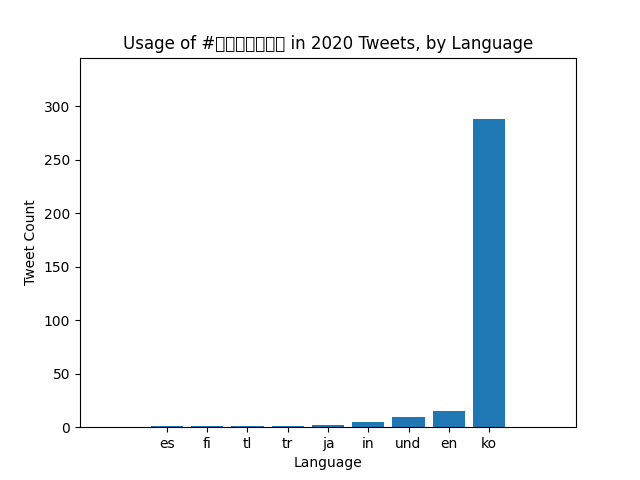 Usage of #▯▯▯▯▯▯▯ in 2020 Tweets, by Language
300
250
200
150
100
50
0
Tweet Count
es fi tl tr ja in und en ko
Language